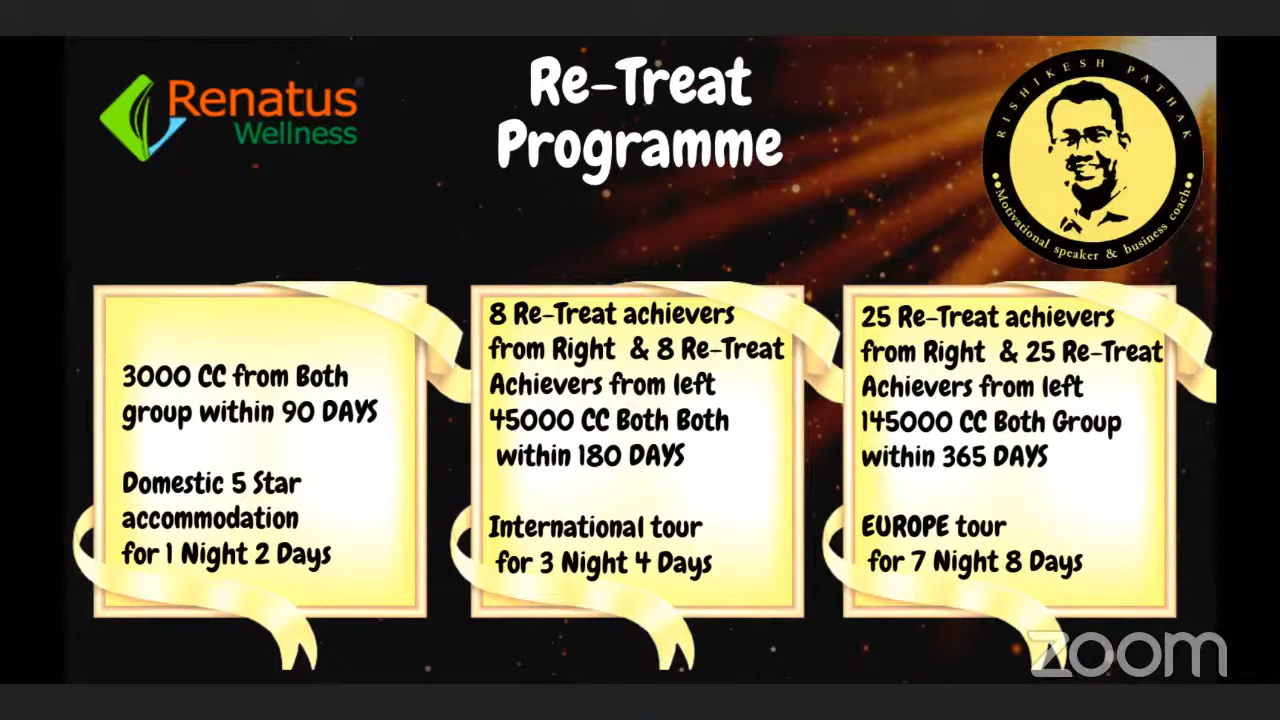 Renatus
Wellness
Re-Treat
Programme
RISHIKESH PATHAK
Motivational speaker & business coach
3000 CC from Both
group within 90 DAYS
Domestic 5 Star
accommodation
for 1 Night 2 Days
8 Re-Treat achievers
from Right & 8 Re-Treat
Achievers from left
45000 CC Both Both
within 180 DAYS
International tour
for 3 Night 4 Days
25 Re-Treat achievers
from Right & 25 Re-Treat
Achievers from left
145000 CC Both Group
within 365 DAYS
EUROPE tour
for 7 Night 8 Days
zoom